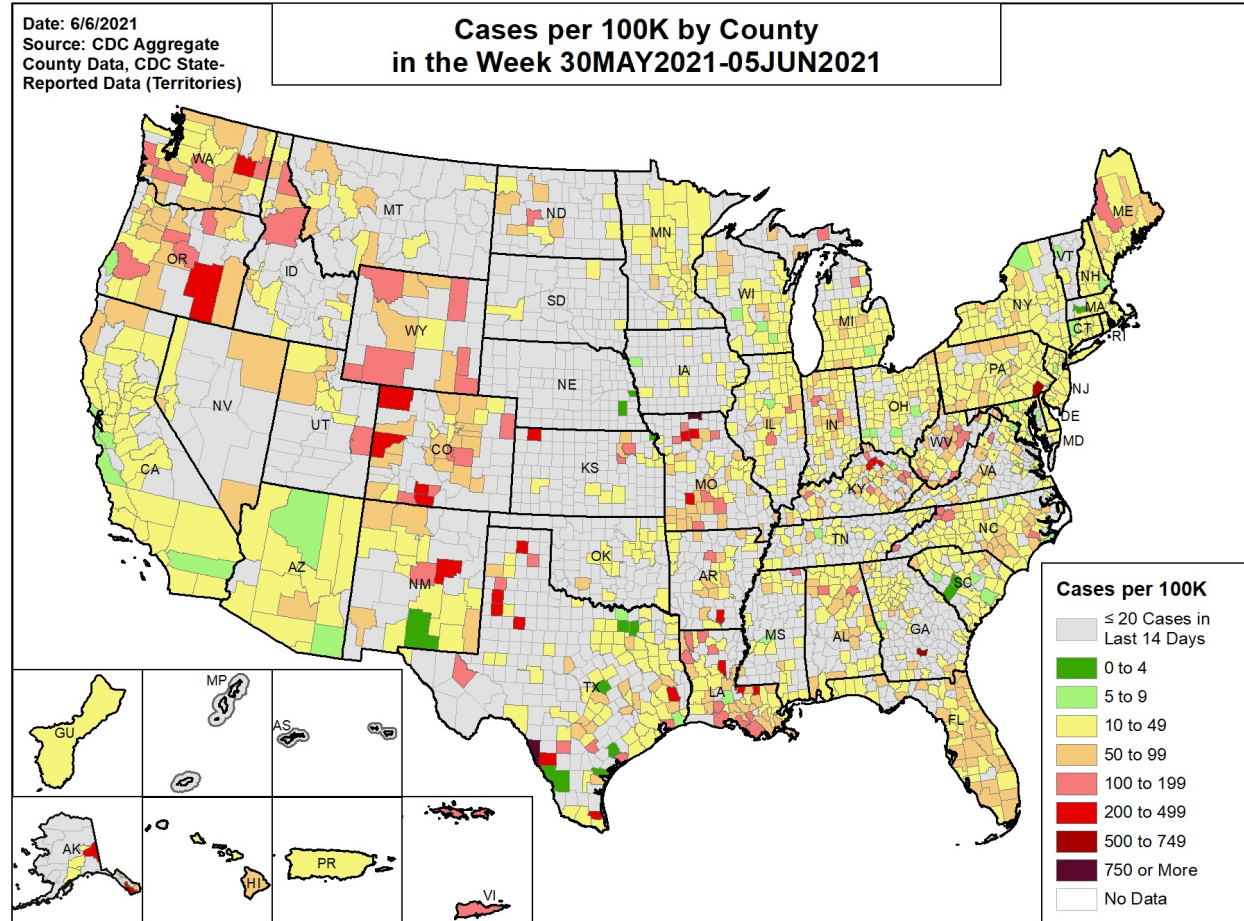 Date: 6/6/2021
Source: CDC Aggregate
County Data, CDC State-
Reported Data (Territories)
Cases per 100K by County
in the Week 30MAY2021-05JUN2021
WA
MT
ND
MN
ME
OR
ID
SD
WI
MI
VT
NH
NY
MA
CT
RI
WY
NV
UT
CO
NE
IA
IL
IN
OH
PA
NJ
DE
MD
WV
VA
CA
KS
MO
KY
AZ
NM
OK
AR
TN
NC
SC
TX
LA
MS
AL
GA
FL
GU
MP
AS
AK
HI
PR
VI
Cases per 100K
≤ 20 Cases in
Last 14 Days
0 to 4
5 to 9
10 to 49
50 to 99
100 to 199
200 to 499
500 to 749
750 or More
No Data